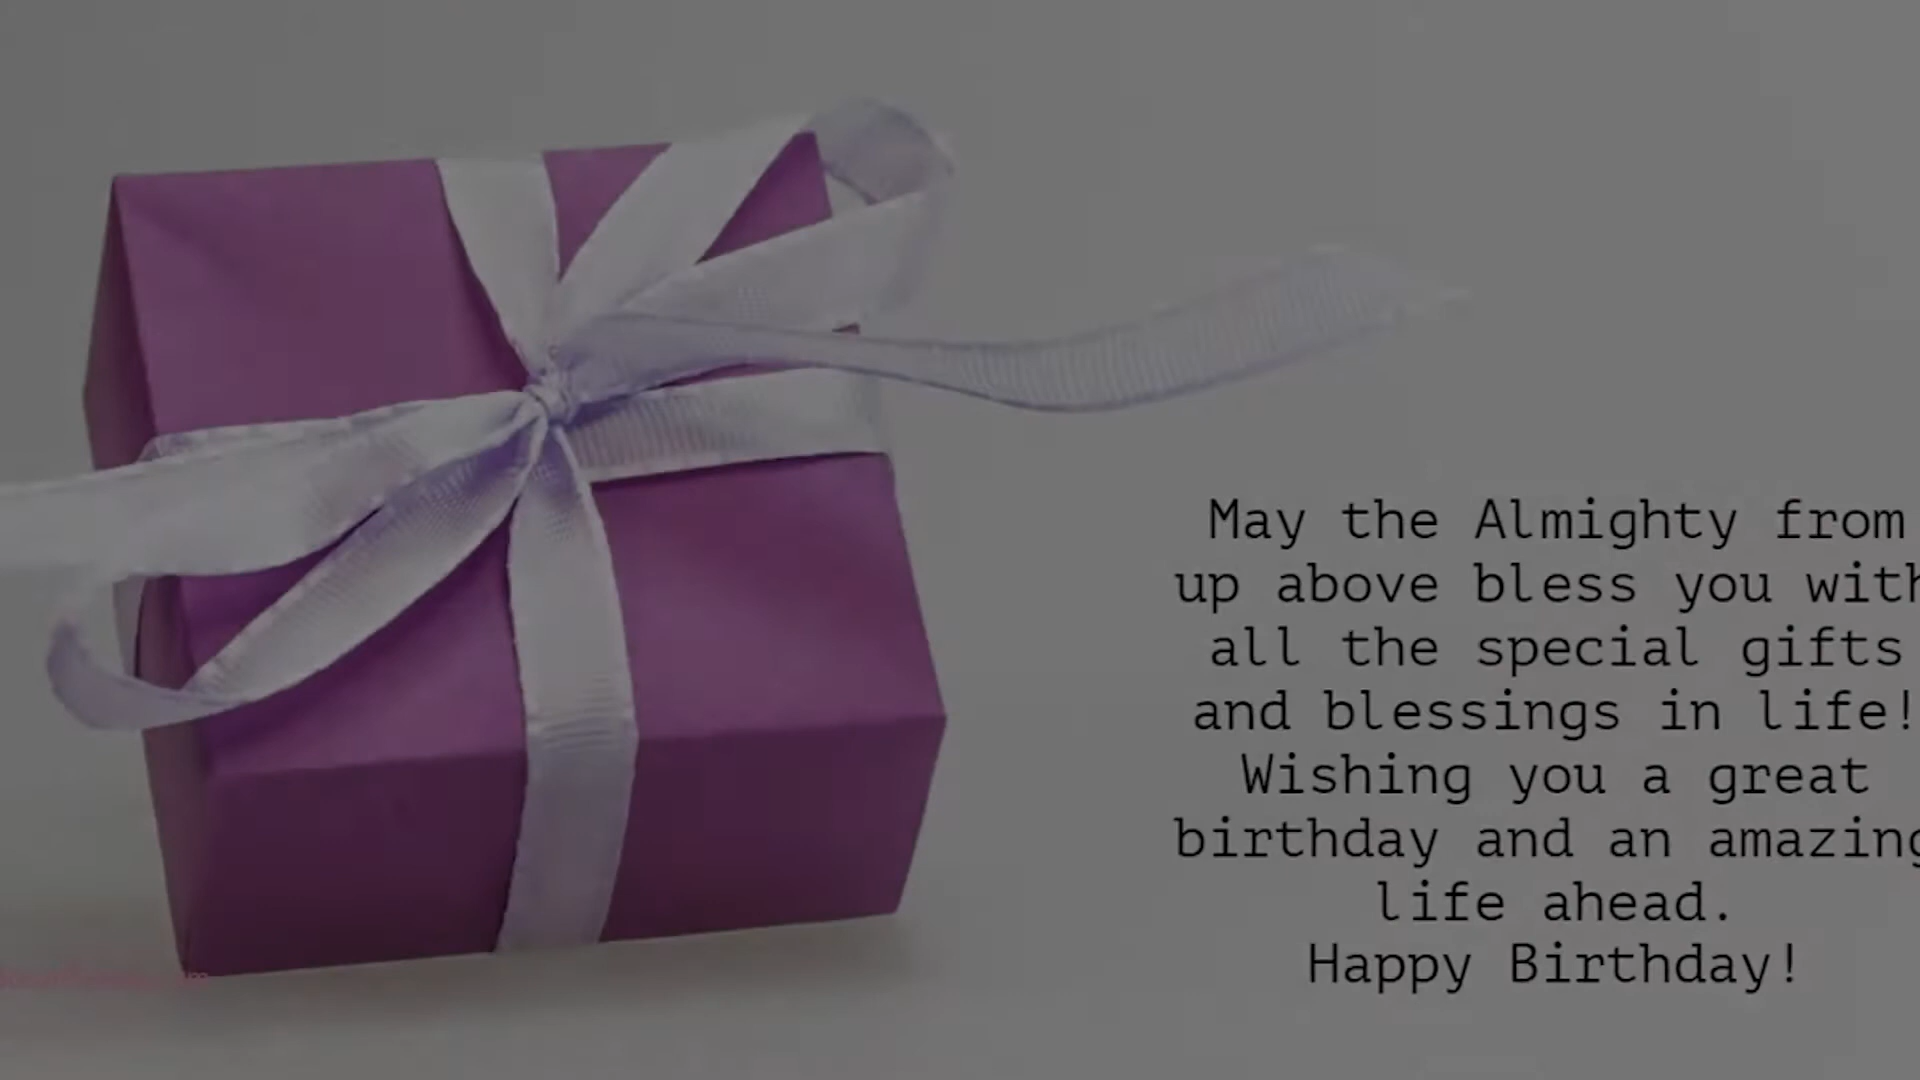 May the Almighty from
up above bless you with
all the special gifts
and blessings in life!
Wishing you a great
birthday and an amazing
life ahead.
Happy Birthday!